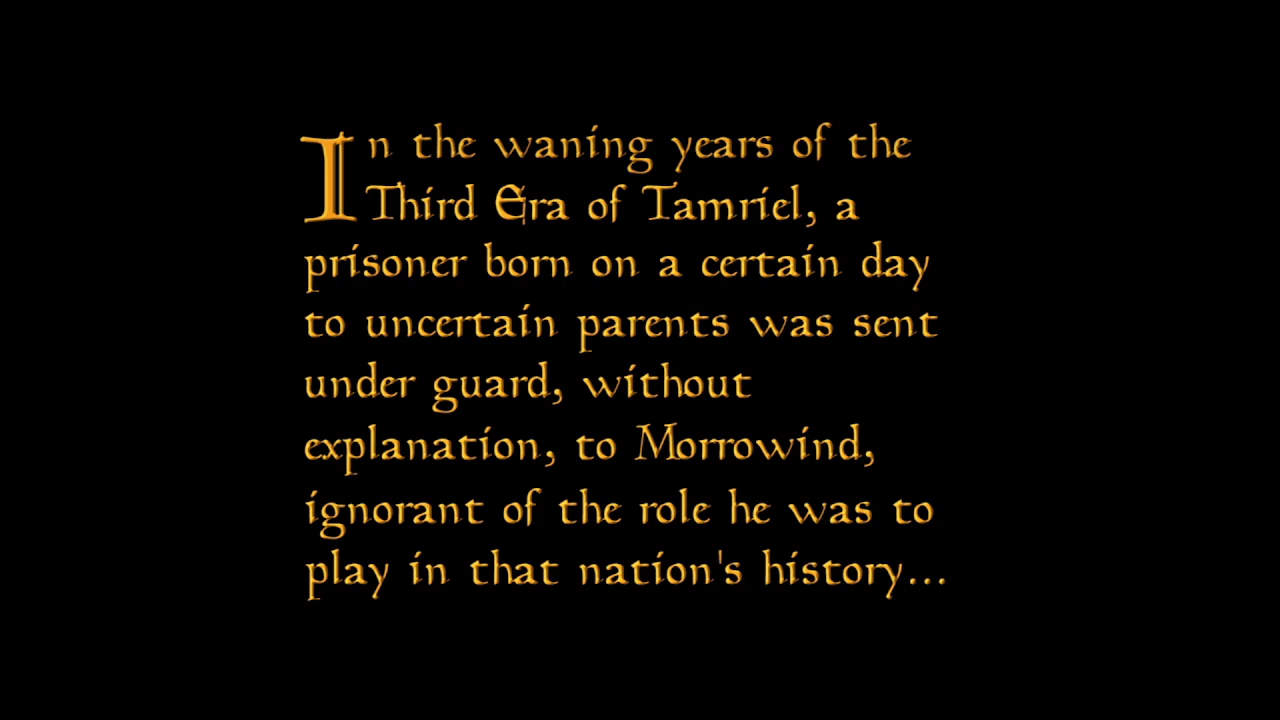 In the waning years of the
Third Era of Tamriel, a
prisoner born on a certain day
to uncertain parents was sent
under guard, without
explanation, to Morrowind,
ignorant of the role he was to
play in that nation's history...